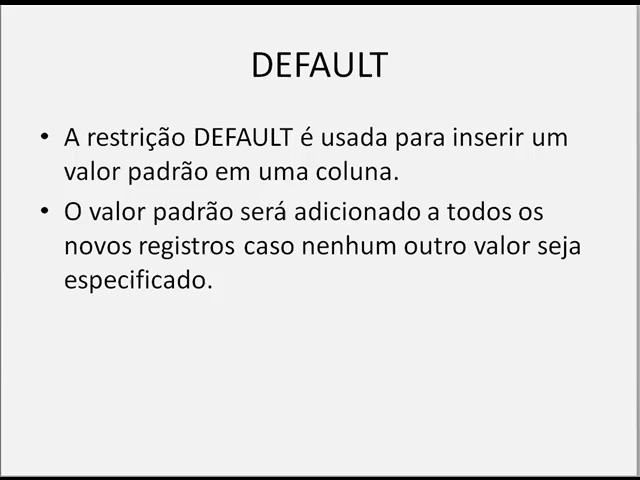 DEFAULT
• A restrição DEFAULT é usada para inserir um
valor padrão em uma coluna.
• O valor padrão será adicionado a todos os
novos registros caso nenhum outro valor seja
especificado.